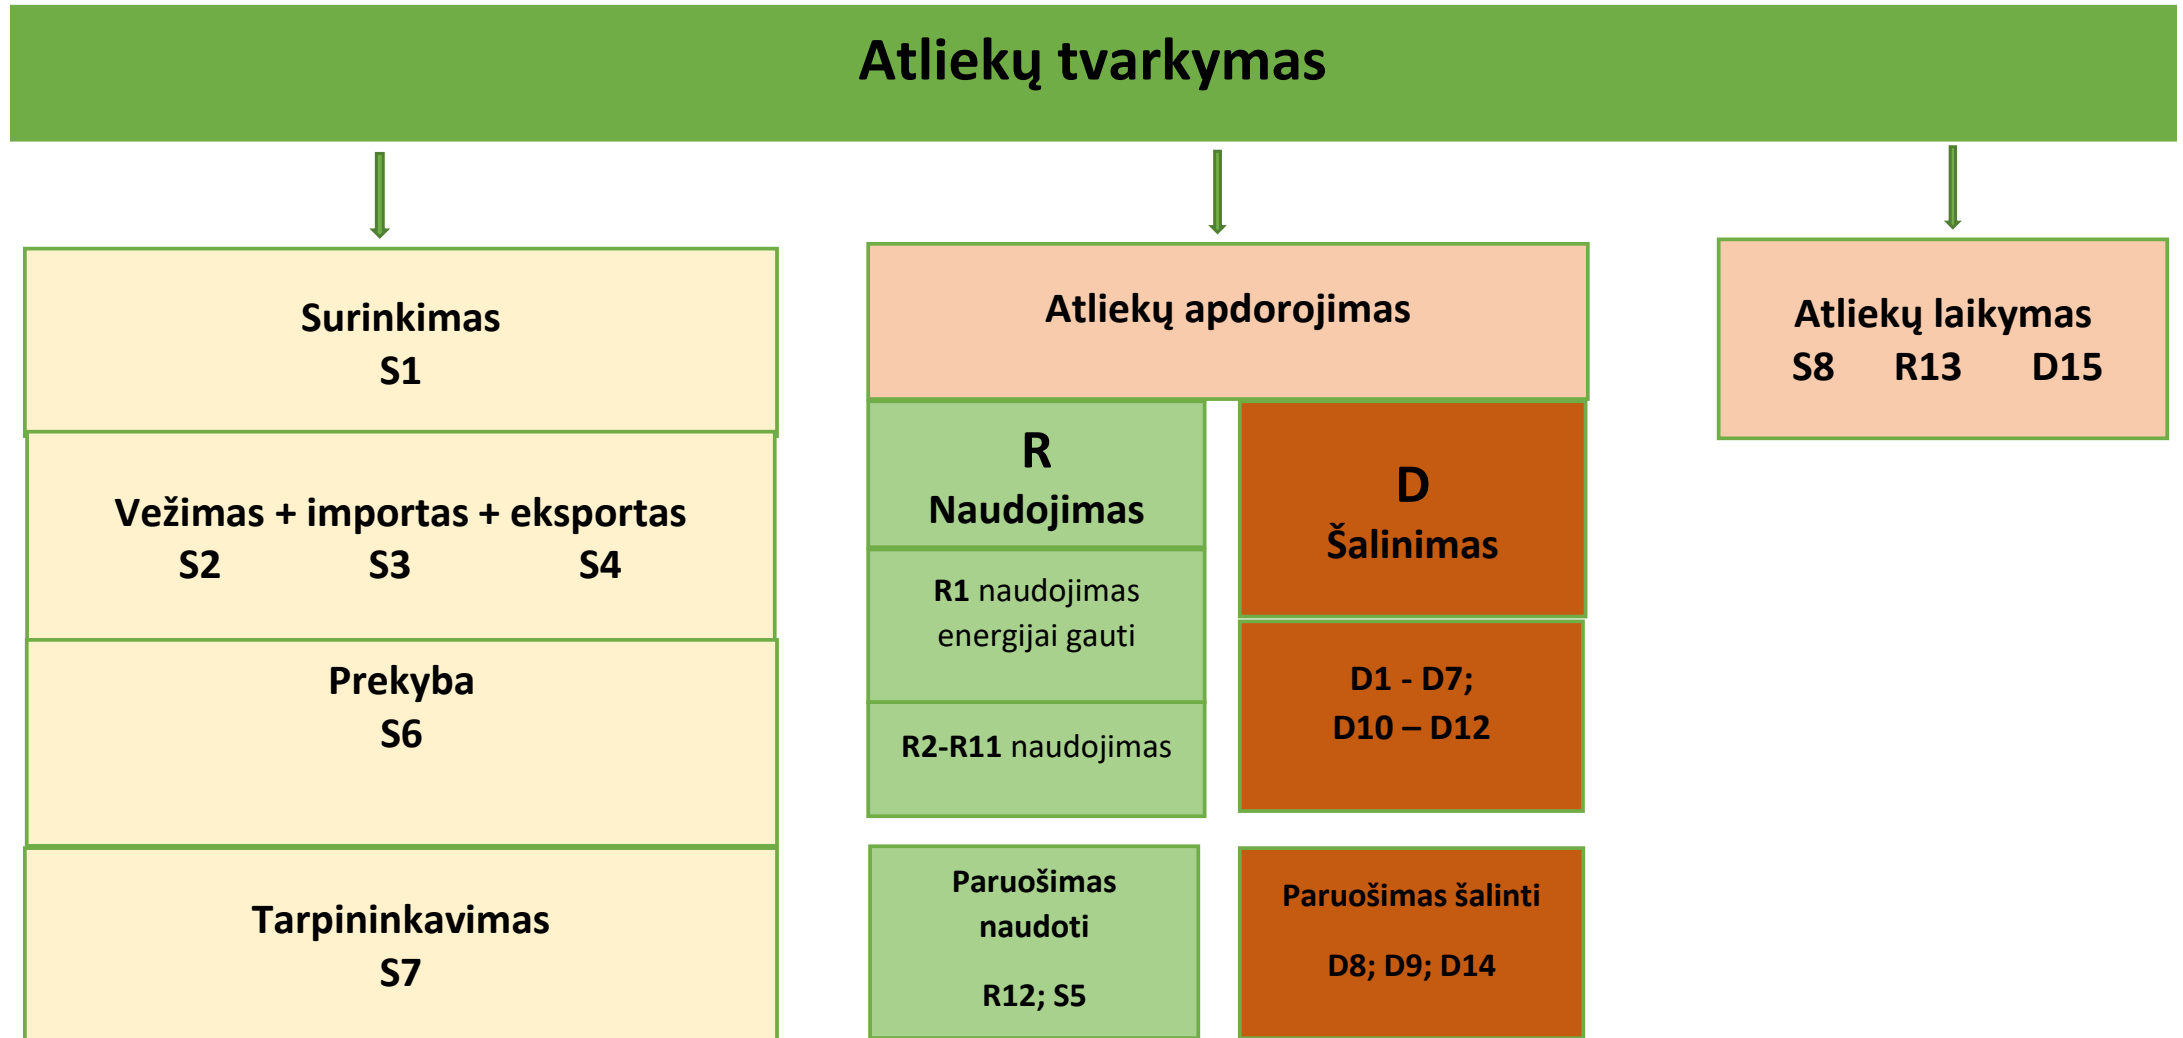 Atliekų tvarkymas
Surinkimas
S1
Vežimas + importas + eksportas
S2 S3 S4
Prekyba
S6
Tarpininkavimas
S7
Atliekų apdorojimas
R
Naudojimas
R1 naudojimas
energijai gauti
R2-R11 naudojimas
Paruošimas
naudoti
R12; S5
D
Šalinimas
D1 - D7;
D10 – D12
Paruošimas šalinti
D8; D9; D14
Atliekų laikymas
S8 R13 D15